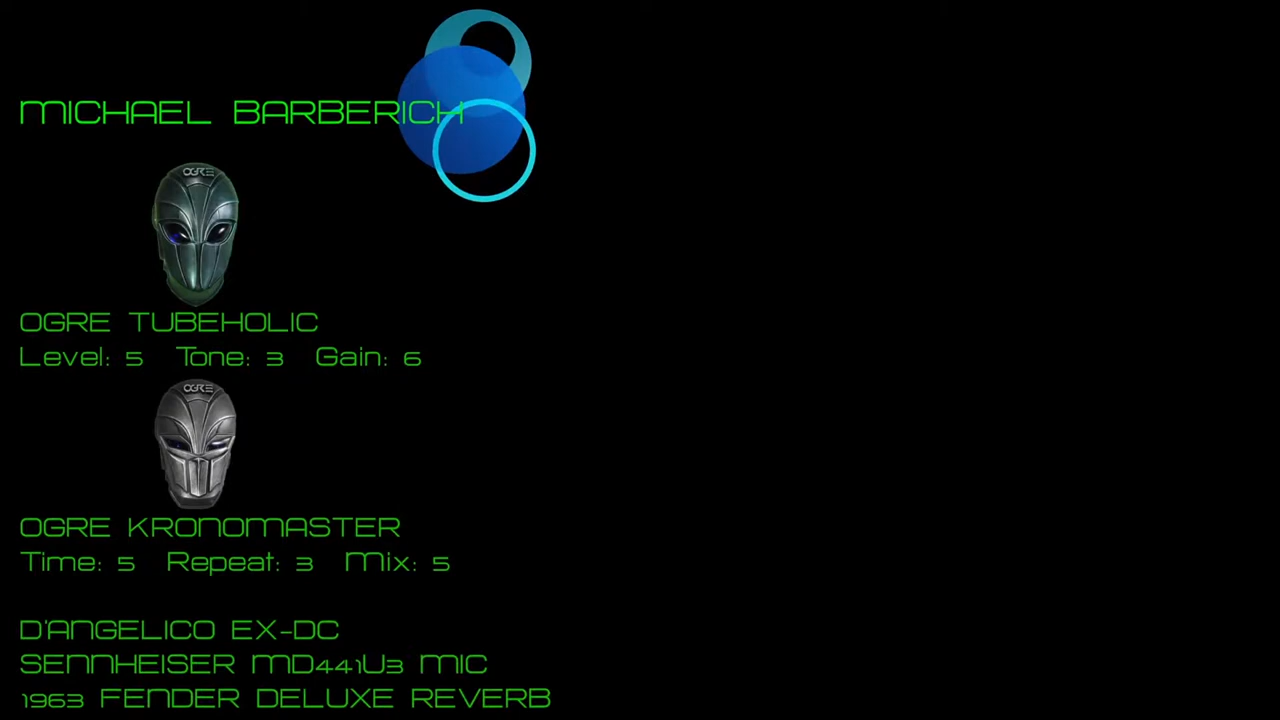 MICHAEL BARBERICH
OGRE
OGRE TUBEHOLIC
Level: 5 Tone: 3 Gain: 6
OGRE
OGRE KRONOMASTER
Time: 5 Repeat: 3 Mix: 5
D'ANGELICO EX-DC
SENNHEISER MD441U3 MIC
1963 FENDER DELUXE REVERB